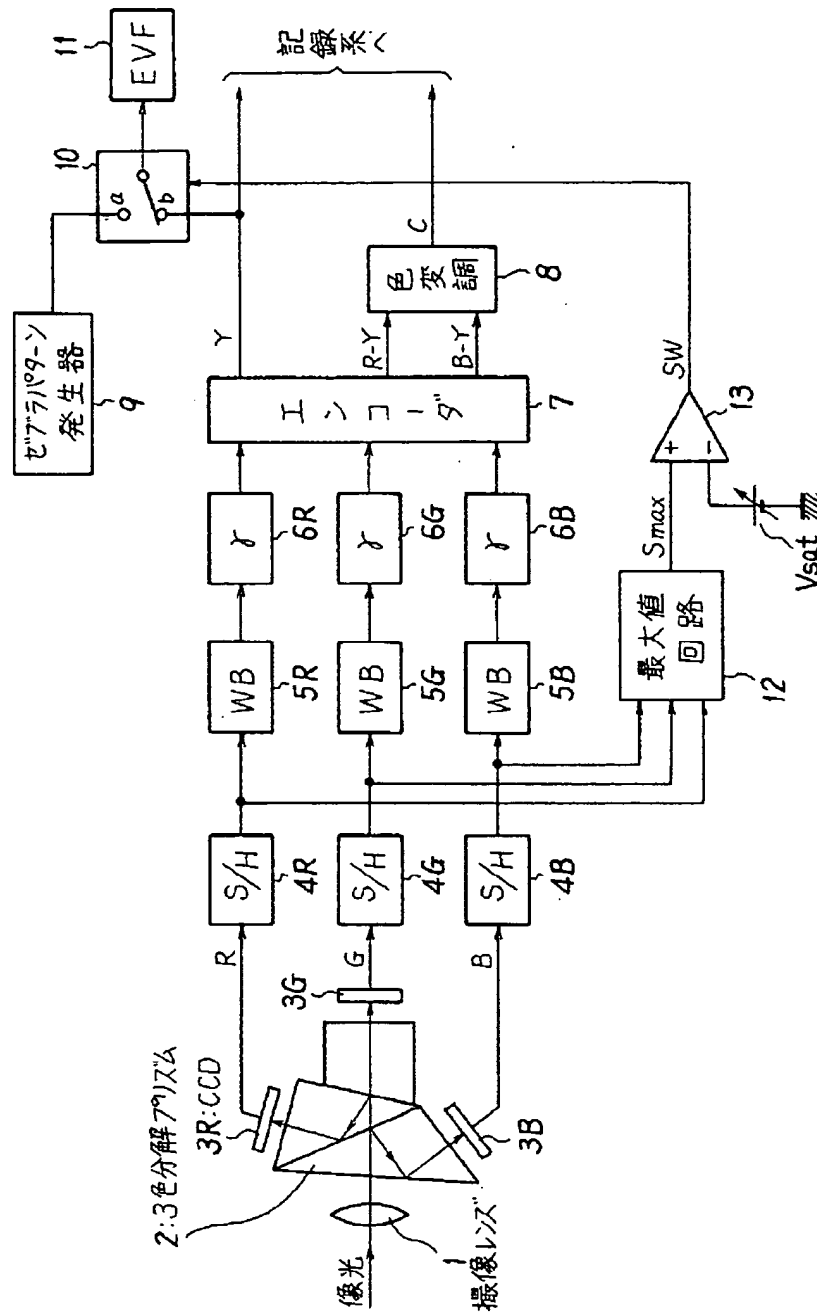 像光
1
撮像レンズ
2:3色分解プリズム
3R:CCD
3G
3B
R
G
B
S/H
4R
S/H
4G
S/H
4B
WB
5R
WB
5G
WB
5B
γ
6R
γ
6G
γ
6B
エンコーダ
7
Y
R-Y
B-Y
色変調
8
C
ゼブラパターン
発生器
9
10
a
b
11
EVF
記録系へ
最大値
回路
12
Smax
Vsat
+
−
13
SW